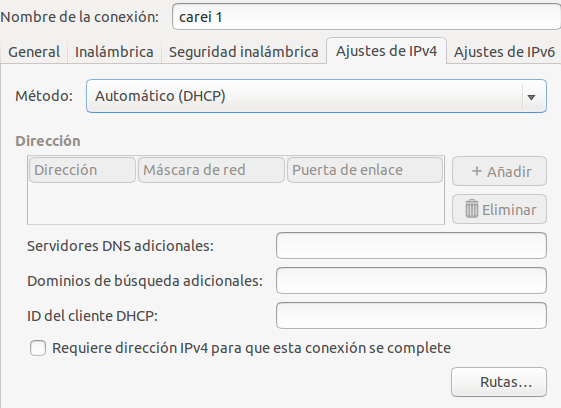 Nombre de la conexión: carei 1
General Inalámbrica Seguridad inalámbrica Ajustes de IPv4 Ajustes de IPv6
Método: Automático (DHCP)
Dirección
Dirección Máscara de red Puerta de enlace + Añadir
Eliminar
Servidores DNS adicionales:
Dominios de búsqueda adicionales:
ID del cliente DHCP:
Requiere dirección IPv4 para que esta conexión se complete
Rutas...